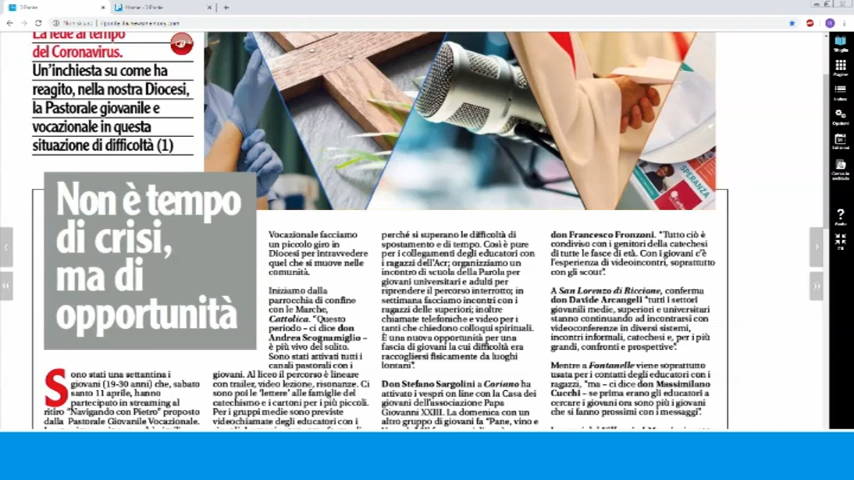 Il Ponte
Home - Il Ponte
Non sicuro | ilponte.ita.newsmemory.com
La fede al tempo
del Coronavirus.
Un'inchiesta su come ha
reagito, nella nostra Diocesi,
la Pastorale giovanile e
vocazionale in questa
situazione di difficoltà (1)
SPERANZA
Non è tempo
di crisi,
ma di
opportunità
Sono stati una settantina i
giovani (19-30 anni) che, sabato
santo 11 aprile, hanno
partecipato in streaming al
ritiro "Navigando con Pietro" proposto
dalla Pastorale Giovanile Vocazionale.
Vocazionale facciamo
un piccolo giro in
Diocesi per intravvedere
quel che si muove nelle
comunità.
Iniziamo dalla
parrocchia di confine
con le Marche,
Cattolica. "Questo
periodo – ci dice don
Andrea Scognamiglio –
è più vivo del solito.
Sono stati attivati tutti i
canali pastorali con i
giovani. Al liceo il percorso è lineare
con trailer, video lezione, risonanze. Ci
sono poi le 'lettere' alle famiglie del
catechismo e i cartoni per i più piccoli.
Per i gruppi medie sono previste
videochiamate degli educatori con i
perché si superano le difficoltà di
spostamento e di tempo. Così è pure
per i collegamenti degli educatori con
i ragazzi dell'Acr; organizziamo un
incontro di scuola della Parola per
giovani universitari e adulti per
riprendere il percorso interrotto; in
settimana facciamo incontri con i
ragazzi delle superiori; inoltre
chiamate telefoniche e video per i
tanti che chiedono colloqui spirituali.
È una nuova opportunità per una
fascia di giovani la cui difficoltà era
raccogliersi fisicamente da luoghi
lontani".
Don Stefano Sargolini a Coriano ha
attivato i vespri on line con la Casa dei
giovani dell'associazione Papa
Giovanni XXIII. La domenica con un
altro gruppo di giovani fa "Pane, vino e
don Francesco Fronzoni. "Tutto ciò è
condiviso con i genitori della catechesi
di tutte le fasce di età. Con i giovani c'è
l'esperienza di videoincontri, soprattutto
con gli scout".
A San Lorenzo di Riccione, conferma
don Davide Arcangeli "tutti i settori
giovanili medie, superiori e universitari
stanno continuando ad incontrarsi con
videoconferenze in diversi sistemi,
incontri informali, catechesi e, per i più
grandi, confronti e prospettive".
Mentre a Fontanelle viene soprattutto
usata per i contatti degli educatori con i
ragazzi, "ma – ci dice don Massimilano
Cucchi – se prima erano gli educatori a
cercare i giovani ora sono più i giovani
che si fanno prossimi con i messaggi".